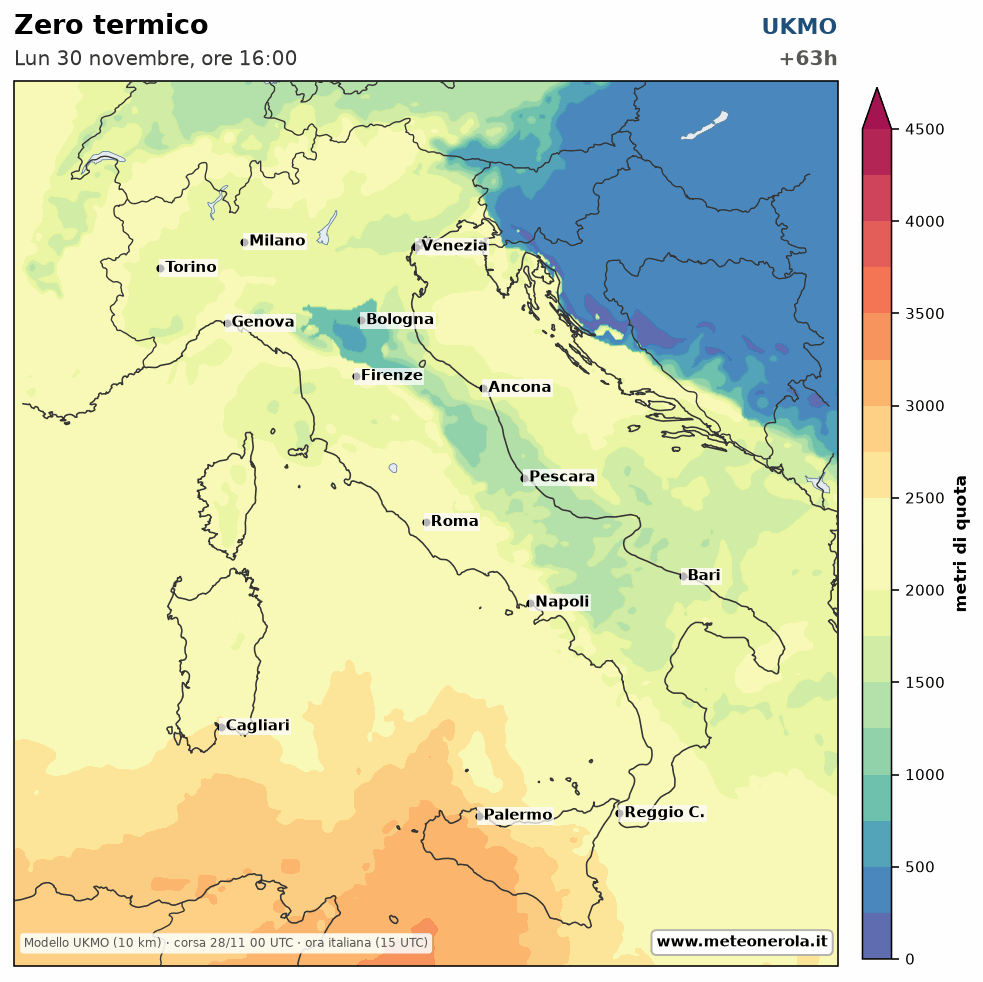 Zero termico
UKMO
Lun 30 novembre, ore 16:00
+63h
4500
4000
3500
3000
2500
2000
1500
1000
500
0
metri di quota
Milano
Venezia
Torino
Genova
Bologna
Firenze
Ancona
Pescara
Roma
Bari
Napoli
Cagliari
Palermo
Reggio C.
Modello UKMO (10 km) · corsa 28/11 00 UTC · ora italiana (15 UTC)
www.meteonerola.it